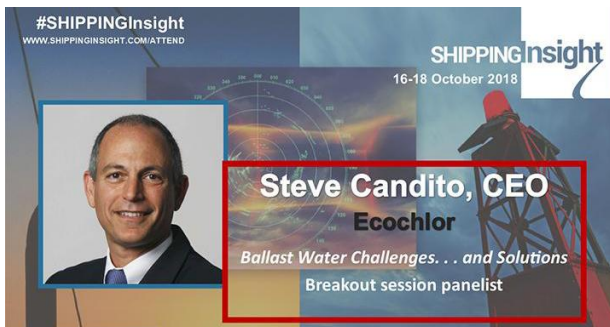 #SHIPPINGInsight
WWW.SHIPPINGINSIGHT.COM/ATTEND
SHIPPINGInsight
16-18 October 2018
Steve Candito, CEO
Ecochlor
Ballast Water Challenges. . . and Solutions
Breakout session panelist